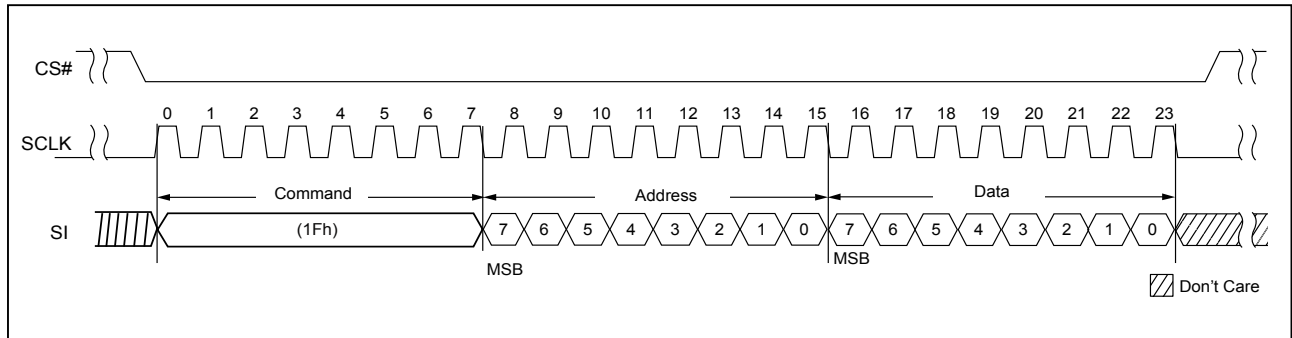 CS#
0 1 2 3 4 5 6 7 8 9 10 11 12 13 14 15 16 17 18 19 20 21 22 23
SCLK
Command Address Data
SI (1Fh) 7 6 5 4 3 2 1 0 7 6 5 4 3 2 1 0
MSB MSB
Don't Care